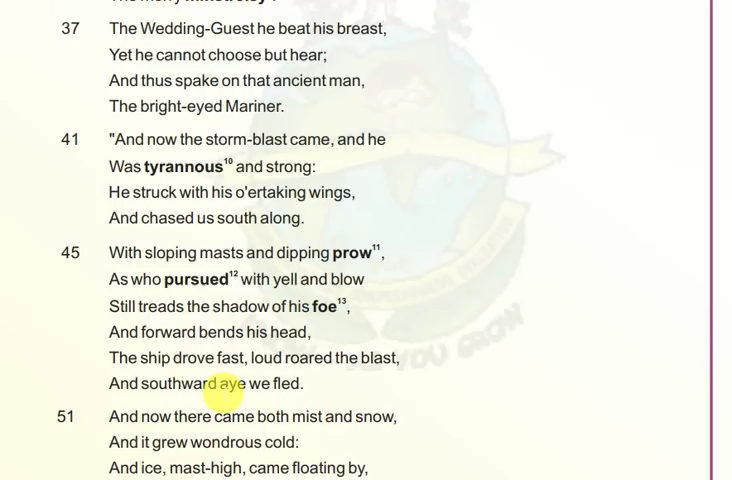 37 The Wedding-Guest he beat his breast,
Yet he cannot choose but hear;
And thus spake on that ancient man,
The bright-eyed Mariner.
41 "And now the storm-blast came, and he
Was tyrannous¹⁰ and strong:
He struck with his o'ertaking wings,
And chased us south along.
45 With sloping masts and dipping prow¹¹,
As who pursued¹² with yell and blow
Still treads the shadow of his foe¹³,
And forward bends his head,
The ship drove fast, loud roared the blast,
And southward aye we fled.
51 And now there came both mist and snow,
And it grew wondrous cold:
And ice, mast-high, came floating by,
YOU GROW